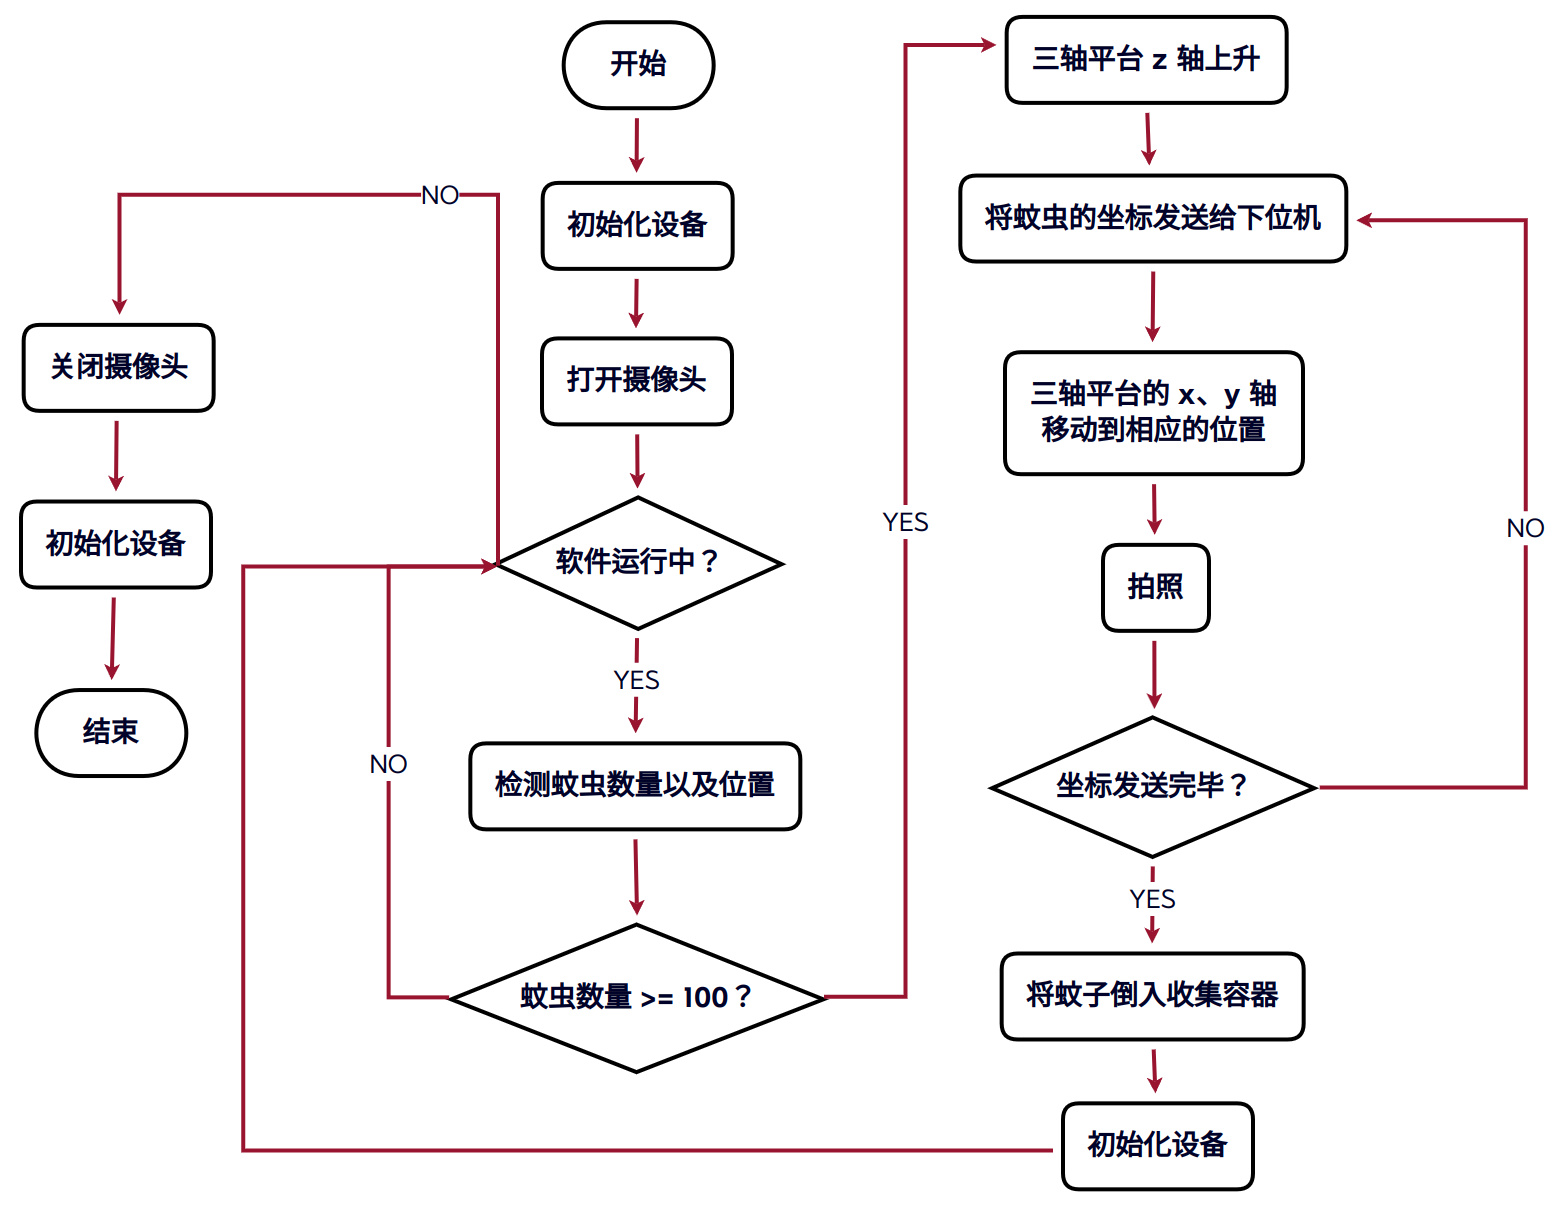 开始
初始化设备
打开摄像头
软件运行中？
NO
关闭摄像头
初始化设备
结束
YES
检测蚊虫数量以及位置
蚊虫数量 >= 100？
NO
YES
三轴平台 z 轴上升
将蚊虫的坐标发送给下位机
三轴平台的 x、y 轴
移动到相应的位置
拍照
坐标发送完毕？
NO
YES
将蚊子倒入收集容器
初始化设备